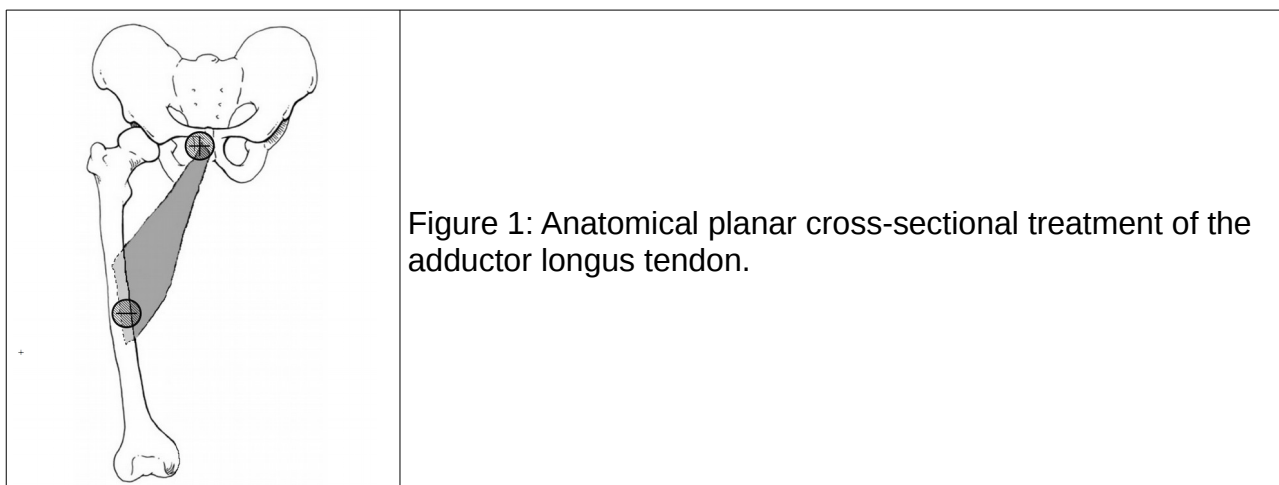 Figure 1: Anatomical planar cross-sectional treatment of the
adductor longus tendon.